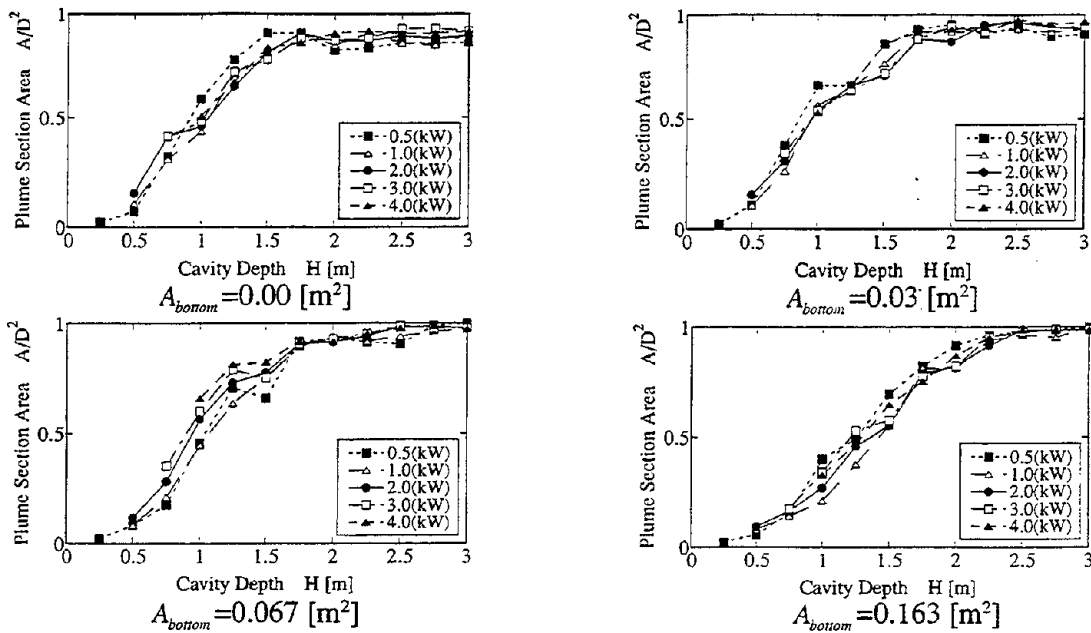 Plume Section Area A/D²
1
0.5
0
0.5(kW)
1.0(kW)
2.0(kW)
3.0(kW)
4.0(kW)
0 0.5 1 1.5 2 2.5 3
Cavity Depth H [m]
A_bottom=0.00 [m²]
Plume Section Area A/D²
1
0.5
0
0.5(kW)
1.0(kW)
2.0(kW)
3.0(kW)
4.0(kW)
0 0.5 1 1.5 2 2.5 3
Cavity Depth H [m]
A_bottom=0.03 [m²]
Plume Section Area A/D²
1
0.5
0
0.5(kW)
1.0(kW)
2.0(kW)
3.0(kW)
4.0(kW)
0 0.5 1 1.5 2 2.5 3
Cavity Depth H [m]
A_bottom=0.067 [m²]
Plume Section Area A/D²
1
0.5
0
0.5(kW)
1.0(kW)
2.0(kW)
3.0(kW)
4.0(kW)
0 0.5 1 1.5 2 2.5 3
Cavity Depth H [m]
A_bottom=0.163 [m²]